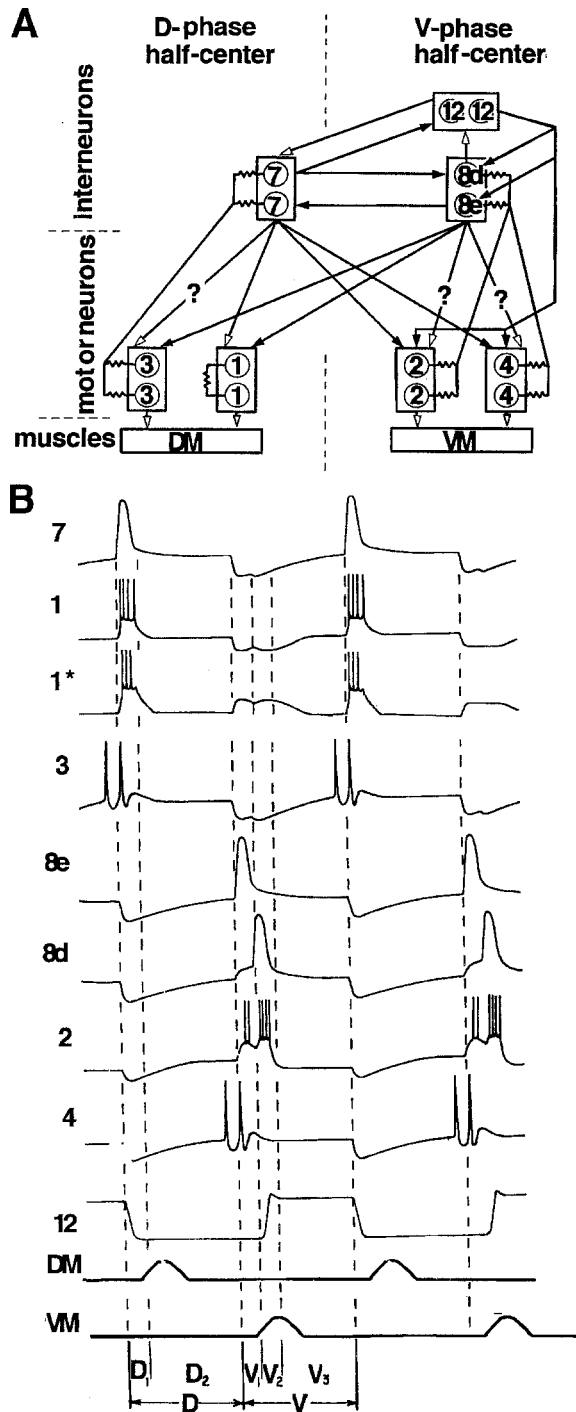 A
D-phase
half-center
V-phase
half-center
interneurons
12 12
7
7
8d
8e
motorneurons
?
?
?
3
3
1
1
2
2
4
4
muscles
DM
VM
B
7
1
1*
3
8e
8d
2
4
12
DM
VM
D₁ D₂ V₁ V₂ V₃
D V